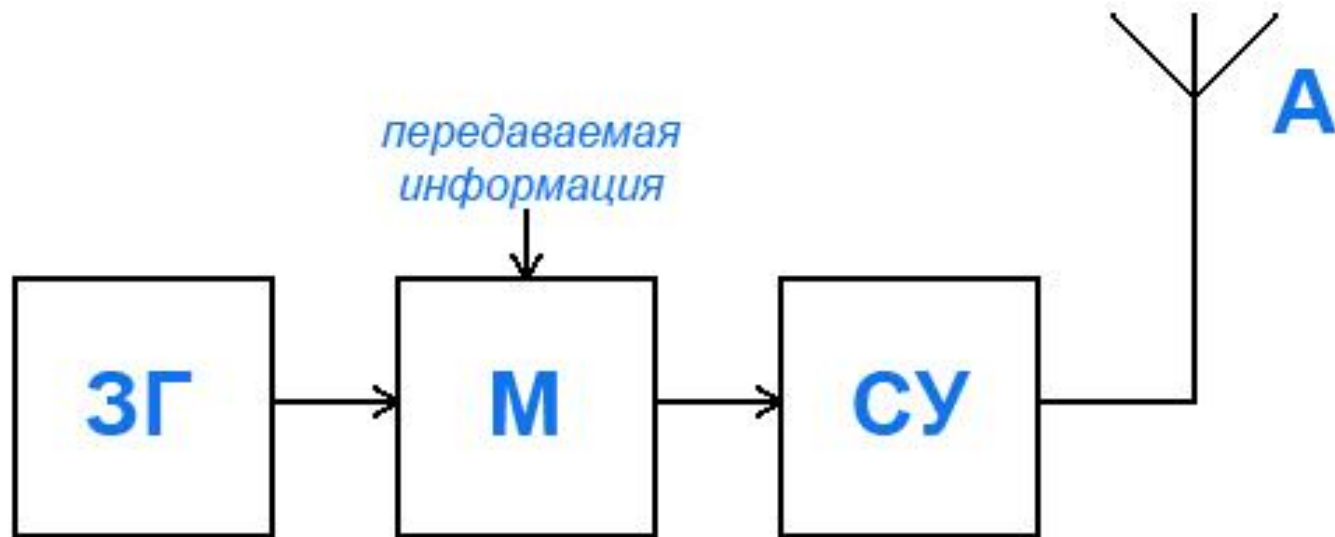 передаваемая
информация
А
ЗГ
М
СУ